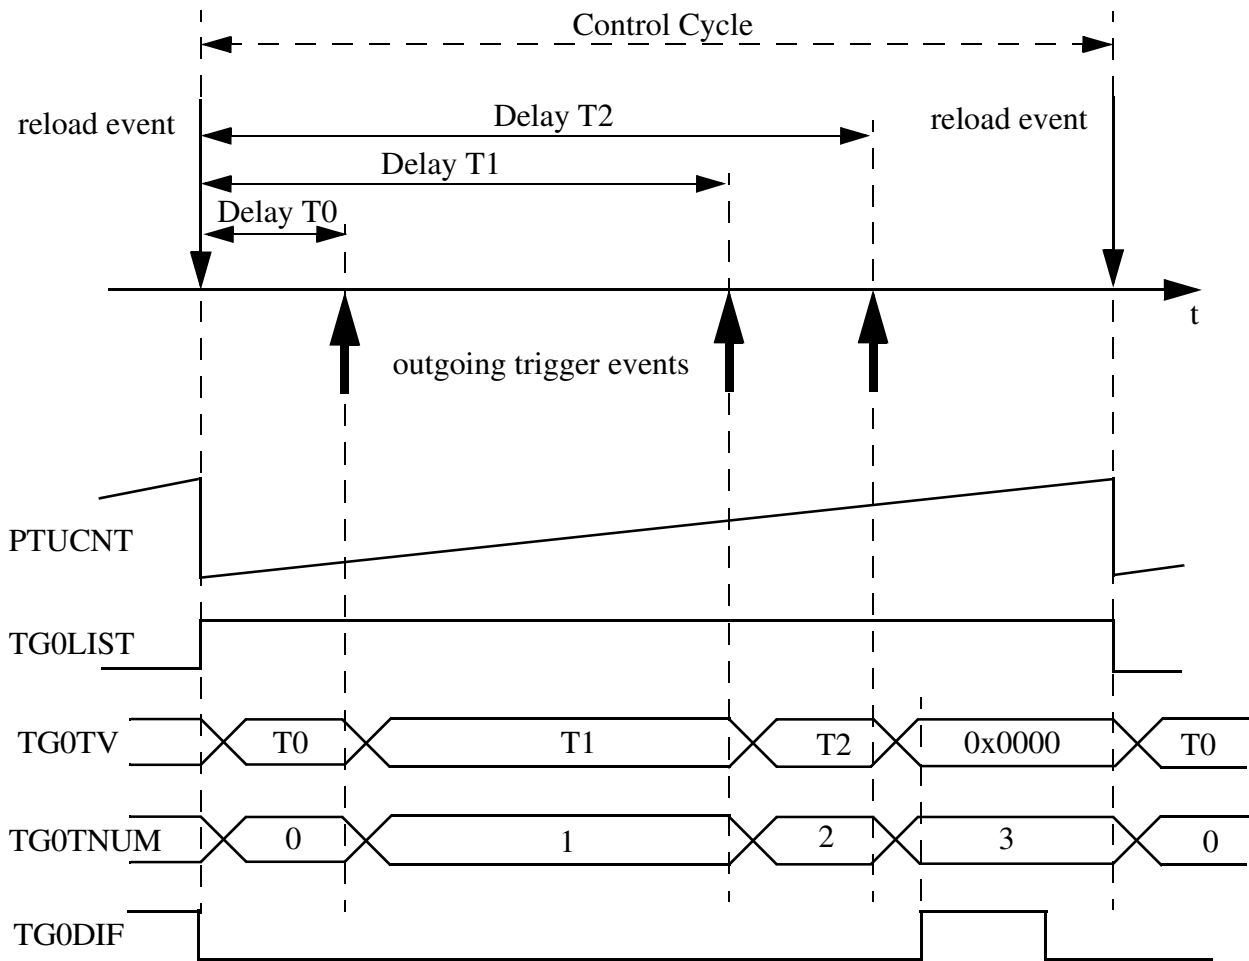 Control Cycle
reload event
Delay T2
reload event
Delay T1
Delay T0
t
outgoing trigger events
PTUCNT
TG0LIST
TG0TV T0 T1 T2 0x0000 T0
TG0TNUM 0 1 2 3 0
TG0DIF